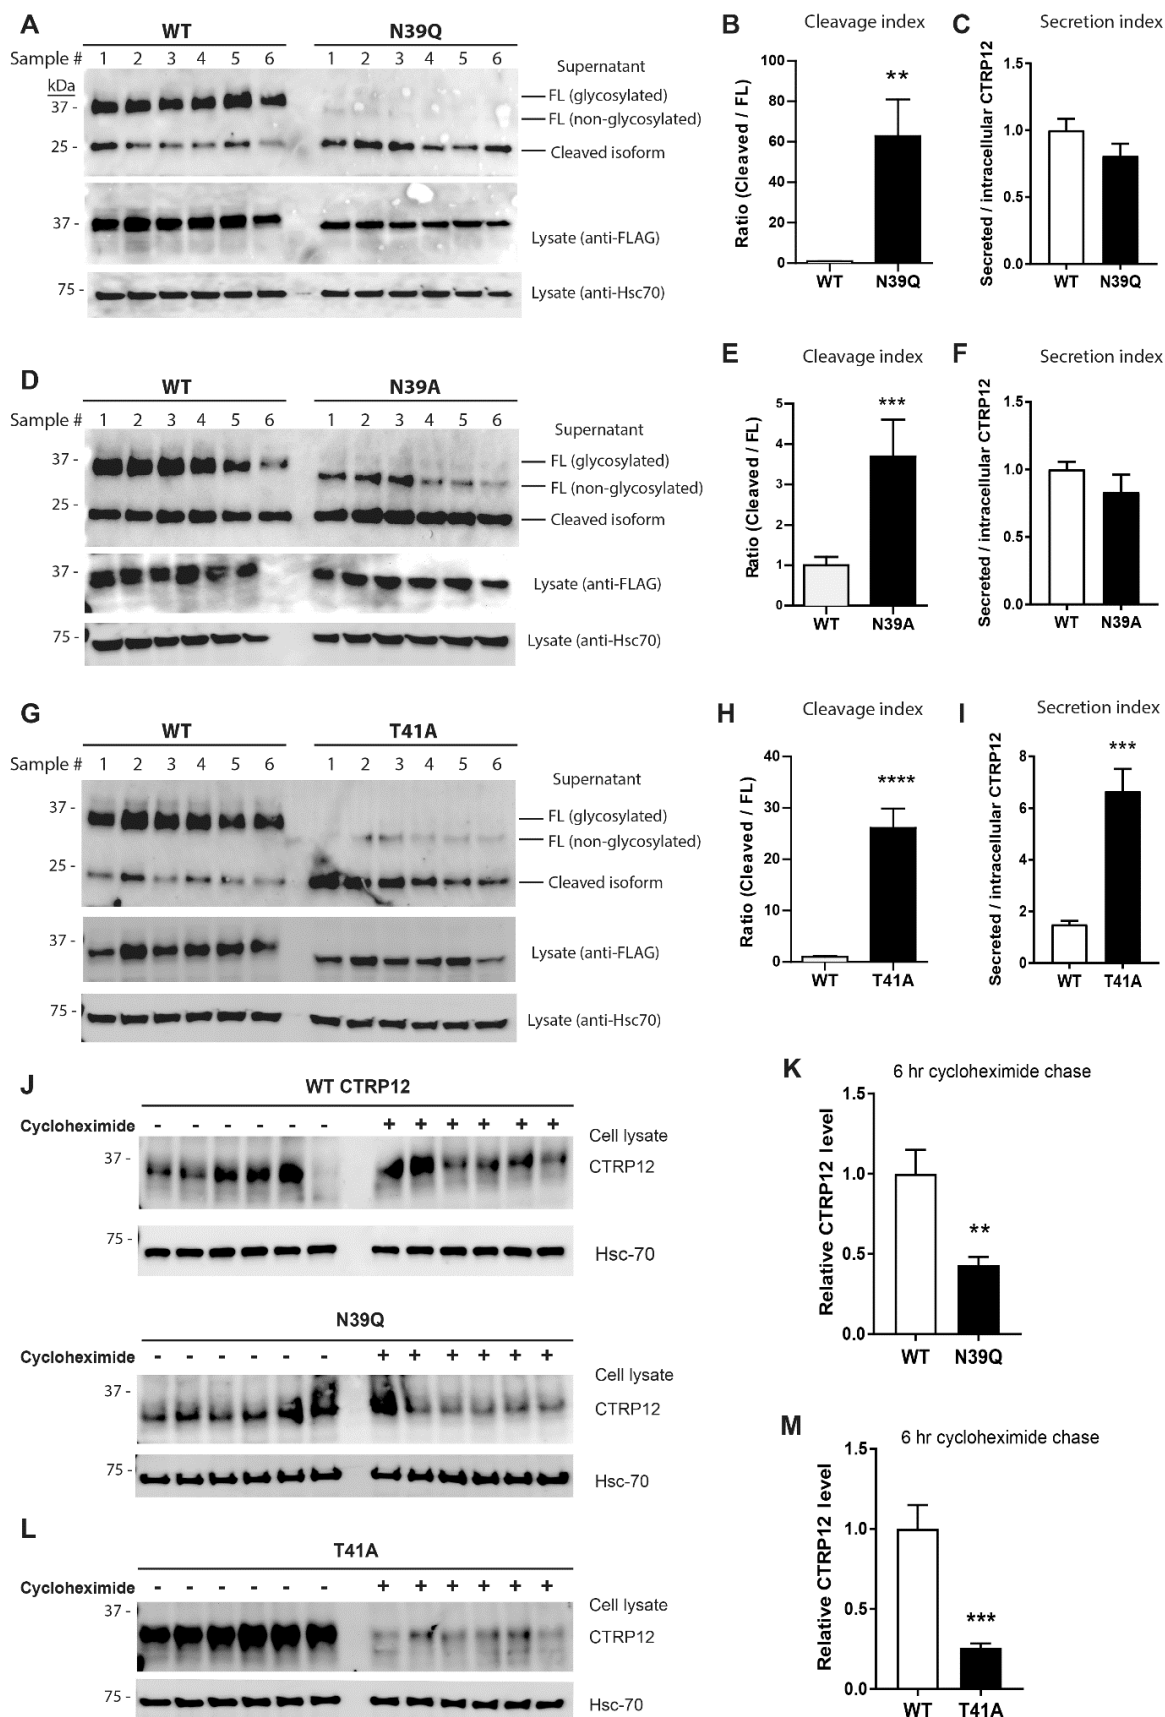 A
WT
N39Q
Sample #
1 2 3 4 5 6
1 2 3 4 5 6
kDa
Supernatant
37 -
FL (glycosylated)
FL (non-glycosylated)
25 -
Cleaved isoform
37 -
Lysate (anti-FLAG)
75 -
Lysate (anti-Hsc70)
B
Cleavage index
Ratio (Cleaved / FL)
100
80
60
40
20
0
**
WT
N39Q
C
Secretion index
Secreted / intracellular CTRP12
1.5
1.0
0.5
0.0
WT
N39Q
D
WT
N39A
Sample #
1 2 3 4 5 6
1 2 3 4 5 6
Supernatant
37 -
FL (glycosylated)
FL (non-glycosylated)
25 -
Cleaved isoform
37 -
Lysate (anti-FLAG)
75 -
Lysate (anti-Hsc70)
E
Cleavage index
Ratio (Cleaved / FL)
5
4
3
2
1
0
***
WT
N39A
F
Secretion index
Secreted / intracellular CTRP12
1.5
1.0
0.5
0.0
WT
N39A
G
WT
T41A
Sample #
1 2 3 4 5 6
1 2 3 4 5 6
Supernatant
37 -
FL (glycosylated)
FL (non-glycosylated)
25 -
Cleaved isoform
37 -
Lysate (anti-FLAG)
75 -
Lysate (anti-Hsc70)
H
Cleavage index
Ratio (Cleaved / FL)
40
30
20
10
0
****
WT
T41A
I
Secretion index
Secreted / intracellular CTRP12
8
6
4
2
0
***
WT
T41A
J
WT CTRP12
Cycloheximide - - - - - - + + + + + +
Cell lysate
37 -
CTRP12
75 -
Hsc-70
N39Q
Cycloheximide - - - - - - + + + + + +
Cell lysate
37 -
CTRP12
75 -
Hsc-70
K
6 hr cycloheximide chase
Relative CTRP12 level
1.5
1.0
0.5
0.0
**
WT
N39Q
L
T41A
Cycloheximide - - - - - - + + + + + +
Cell lysate
37 -
CTRP12
75 -
Hsc-70
M
6 hr cycloheximide chase
Relative CTRP12 level
1.5
1.0
0.5
0.0
***
WT
T41A